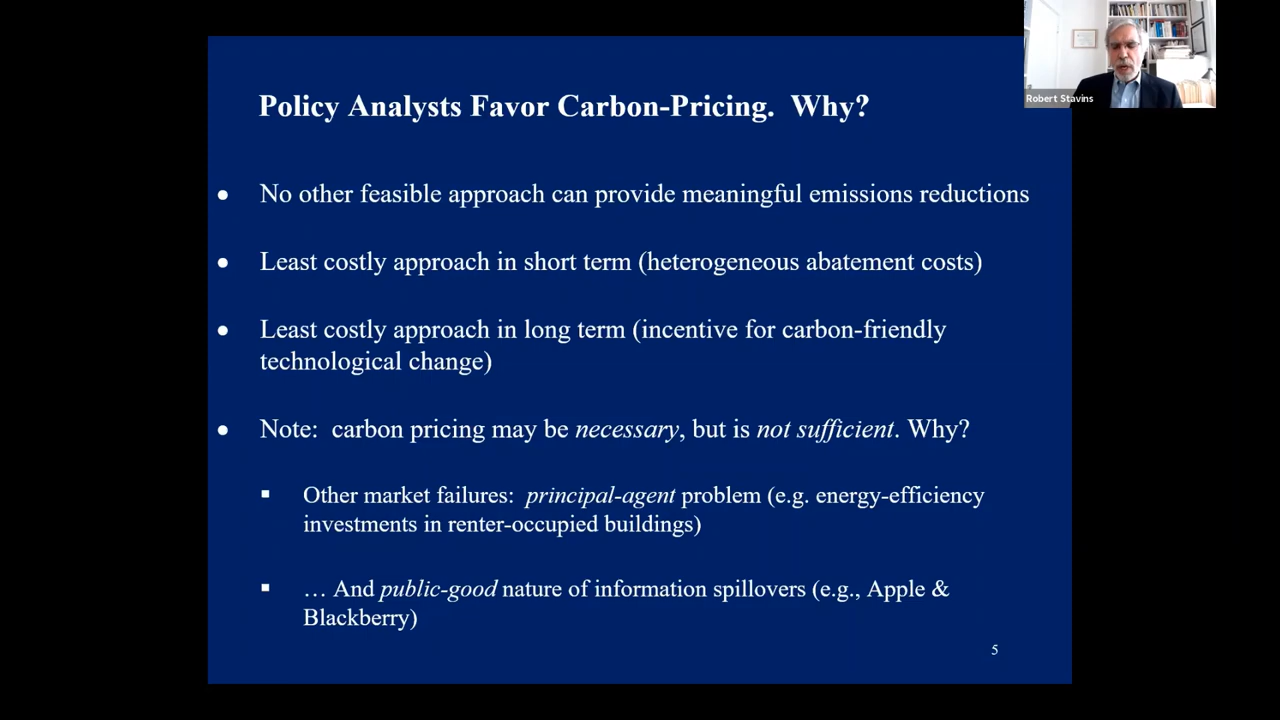 Policy Analysts Favor Carbon-Pricing. Why?
Robert Stavins
● No other feasible approach can provide meaningful emissions reductions
● Least costly approach in short term (heterogeneous abatement costs)
● Least costly approach in long term (incentive for carbon-friendly
technological change)
● Note: carbon pricing may be necessary, but is not sufficient. Why?
▪ Other market failures: principal-agent problem (e.g. energy-efficiency
investments in renter-occupied buildings)
▪ … And public-good nature of information spillovers (e.g., Apple &
Blackberry)
5